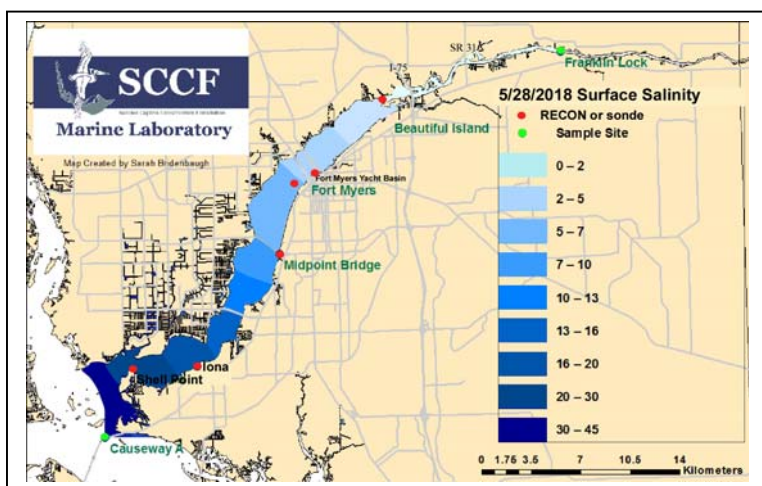 SCCF
Marine Laboratory
Map Created by Sarah Bridenbaugh
I-75
SR 31
Franklin Lock
5/28/2018 Surface Salinity
RECON or sonde
Sample Site
0 – 2
2 – 5
5 – 7
7 – 10
10 – 13
13 – 16
16 – 20
20 – 30
30 – 45
Beautiful Island
Fort Myers Yacht Basin
Fort Myers
Midpoint Bridge
Iona
Shell Point
Causeway A
0 1.75 3.5 7 10.5 14
Kilometers